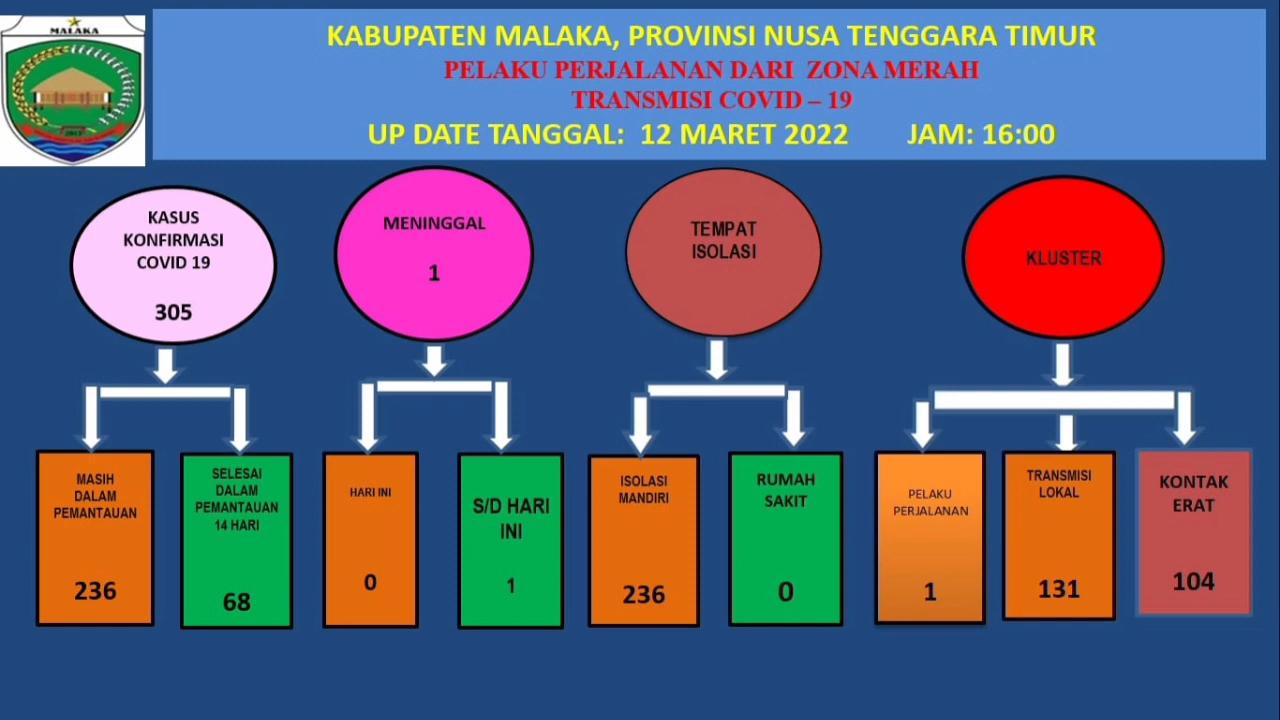 MALAKA
KABUPATEN MALAKA, PROVINSI NUSA TENGGARA TIMUR
PELAKU PERJALANAN DARI ZONA MERAH
TRANSMISI COVID – 19
UP DATE TANGGAL: 12 MARET 2022 JAM: 16:00
KASUS
KONFIRMASI
COVID 19
305
MENINGGAL
1
TEMPAT
ISOLASI
KLUSTER
MASIH
DALAM
PEMANTAUAN
236
SELESAI
DALAM
PEMANTAUAN
14 HARI
68
HARI INI
0
S/D HARI
INI
1
ISOLASI
MANDIRI
236
RUMAH
SAKIT
0
PELAKU
PERJALANAN
1
TRANSMISI
LOKAL
131
KONTAK
ERAT
104